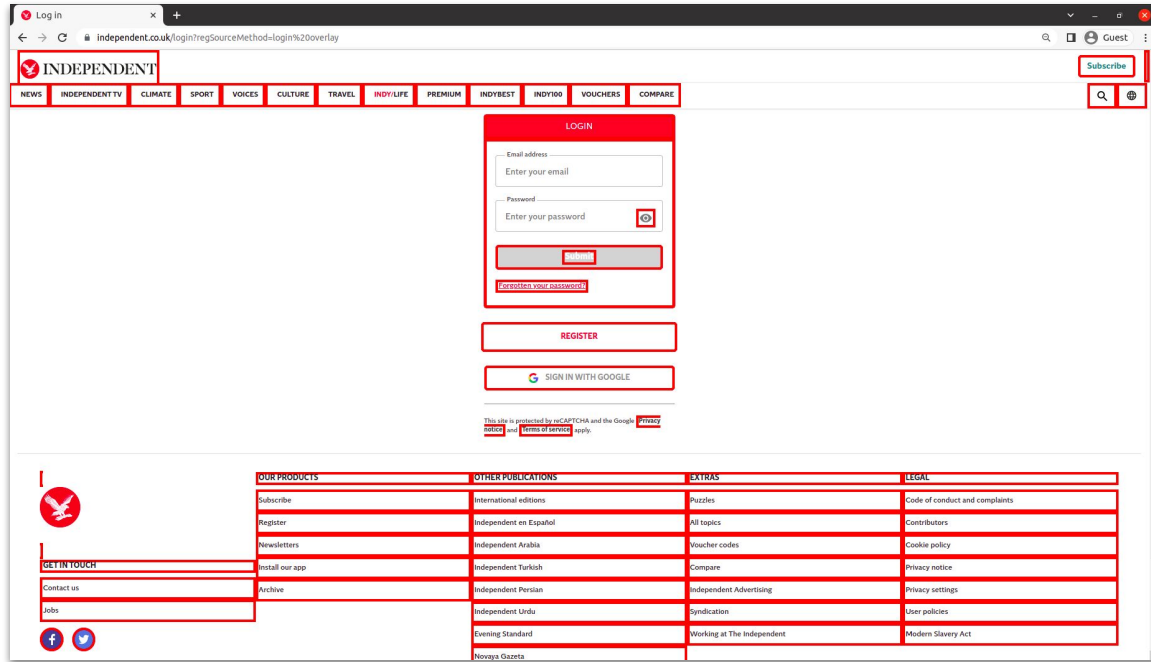 Log in
independent.co.uk/login?regSourceMethod=login%20overlay
Guest
INDEPENDENT
Subscribe
NEWS INDEPENDENT TV CLIMATE SPORT VOICES CULTURE TRAVEL INDY/LIFE PREMIUM INDYBEST INDY100 VOUCHERS COMPARE
LOGIN
Email address
Enter your email
Password
Enter your password
Submit
Forgotten your password?
REGISTER
SIGN IN WITH GOOGLE
This site is protected by reCAPTCHA and the Google Privacy
notice and Terms of service apply.
GET IN TOUCH
Contact us
Jobs
OUR PRODUCTS
Subscribe
Register
Newsletters
Install our app
Archive
OTHER PUBLICATIONS
International editions
Independent en Español
Independent Arabia
Independent Turkish
Independent Persian
Independent Urdu
Evening Standard
Novaya Gazeta
EXTRAS
Puzzles
All topics
Voucher codes
Compare
Independent Advertising
Syndication
Working at The Independent
LEGAL
Code of conduct and complaints
Contributors
Cookie policy
Privacy notice
Privacy settings
User policies
Modern Slavery Act